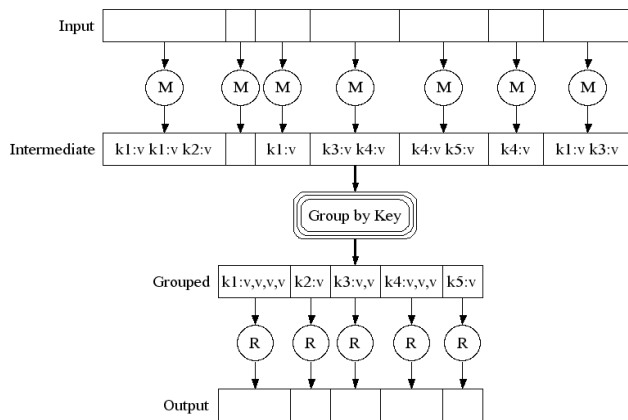 Input
M M M M M M M
Intermediate k1:v k1:v k2:v k1:v k3:v k4:v k4:v k5:v k4:v k1:v k3:v
Group by Key
Grouped k1:v,v,v,v k2:v k3:v,v k4:v,v,v k5:v
R R R R R
Output